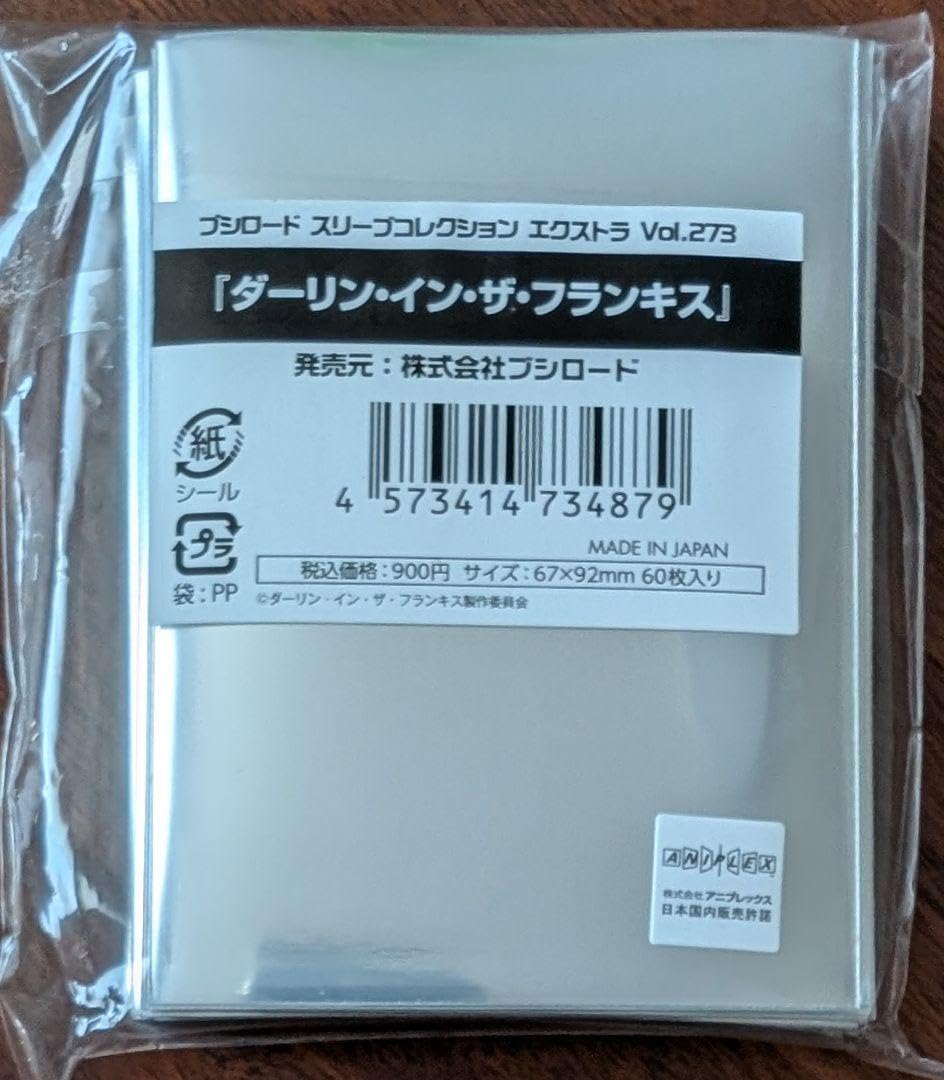 ブシロード スリーブコレクション エクストラ Vol.273
『ダーリン・イン・ザ・フランキス』
発売元：株式会社ブシロード
紙
シール
プラ
袋：PP
4 573414 734879
MADE IN JAPAN
税込価格：900円 サイズ：67×92mm 60枚入り
©ダーリン・イン・ザ・フランキス製作委員会
ANIPLEX
株式会社アニプレックス
日本国内販売許諾